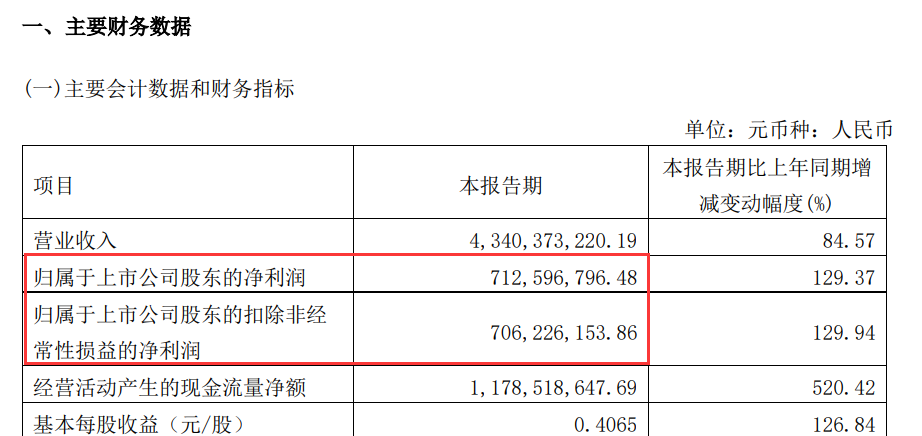 一、主要财务数据
(一)主要会计数据和财务指标
单位：元币种：人民币
项目 本报告期 本报告期比上年同期增
减变动幅度(%)
营业收入 4,340,373,220.19 84.57
归属于上市公司股东的净利润 712,596,796.48 129.37
归属于上市公司股东的扣除非经
常性损益的净利润 706,226,153.86 129.94
经营活动产生的现金流量净额 1,178,518,647.69 520.42
基本每股收益（元/股） 0.4065 126.84